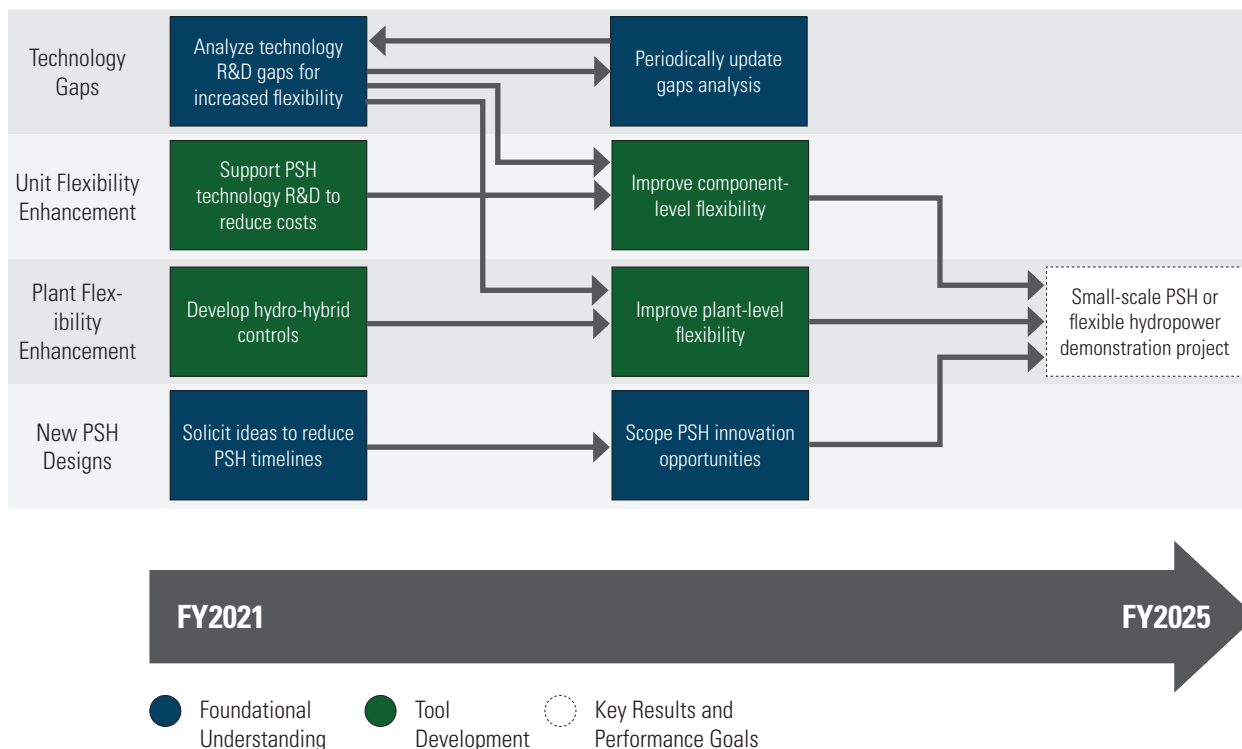 Technology
Gaps
Analyze technology
R&D gaps for
increased flexibility
Periodically update
gaps analysis
Unit Flexibility
Enhancement
Support PSH
technology R&D to
reduce costs
Improve component-
level flexibility
Plant Flex-
ibility
Enhancement
Develop hydro-hybrid
controls
Improve plant-level
flexibility
Small-scale PSH or
flexible hydropower
demonstration project
New PSH
Designs
Solicit ideas to reduce
PSH timelines
Scope PSH innovation
opportunities
FY2021
FY2025
Foundational
Understanding
Tool
Development
Key Results and
Performance Goals